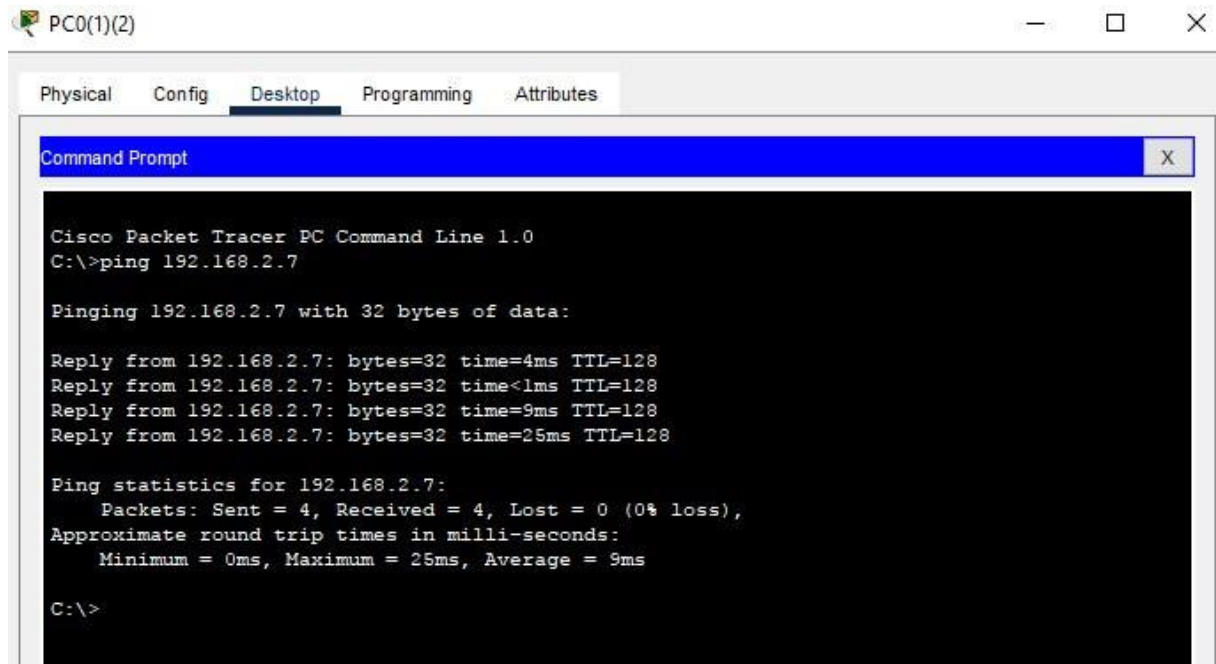 PC0(1)(2)
Physical Config Desktop Programming Attributes
Command Prompt X
Cisco Packet Tracer PC Command Line 1.0
C:\>ping 192.168.2.7
Pinging 192.168.2.7 with 32 bytes of data:
Reply from 192.168.2.7: bytes=32 time=4ms TTL=128
Reply from 192.168.2.7: bytes=32 time<1ms TTL=128
Reply from 192.168.2.7: bytes=32 time=9ms TTL=128
Reply from 192.168.2.7: bytes=32 time=25ms TTL=128
Ping statistics for 192.168.2.7:
Packets: Sent = 4, Received = 4, Lost = 0 (0% loss),
Approximate round trip times in milli-seconds:
Minimum = 0ms, Maximum = 25ms, Average = 9ms
C:\>